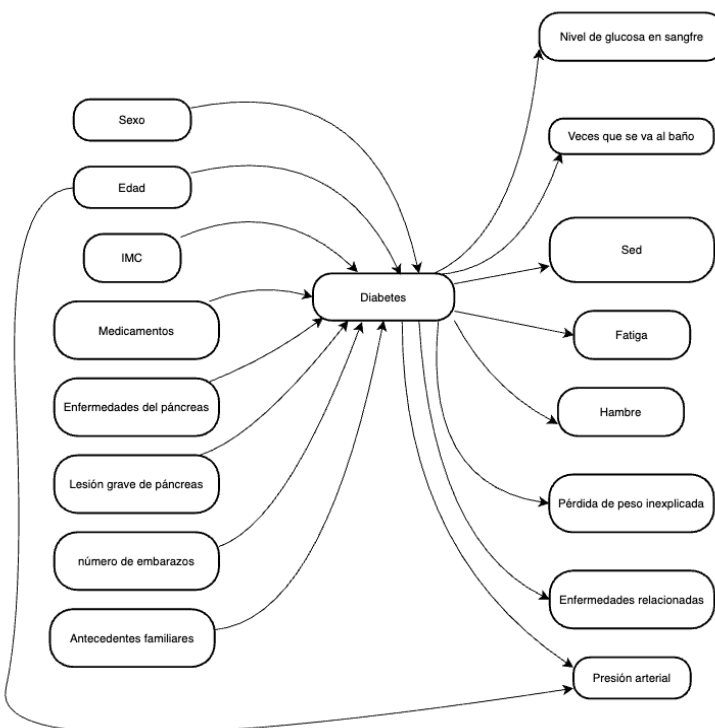 Nivel de glucosa en sangfre
Sexo
Veces que se va al baño
Edad
IMC
Sed
Diabetes
Medicamentos
Fatiga
Enfermedades del páncreas
Hambre
Lesión grave de páncreas
Pérdida de peso inexplicada
número de embarazos
Enfermedades relacionadas
Antecedentes familiares
Presión arterial